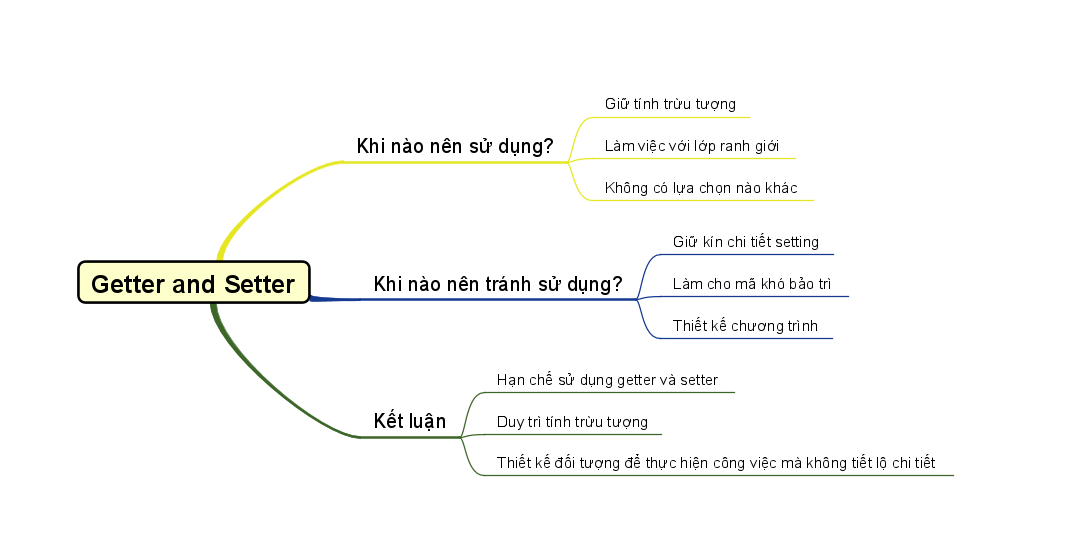 Getter and Setter
Khi nào nên sử dụng?
Giữ tính trừu tượng
Làm việc với lớp ranh giới
Không có lựa chọn nào khác
Khi nào nên tránh sử dụng?
Giữ kín chi tiết setting
Làm cho mã khó bảo trì
Thiết kế chương trình
Kết luận
Hạn chế sử dụng getter và setter
Duy trì tính trừu tượng
Thiết kế đối tượng để thực hiện công việc mà không tiết lộ chi tiết